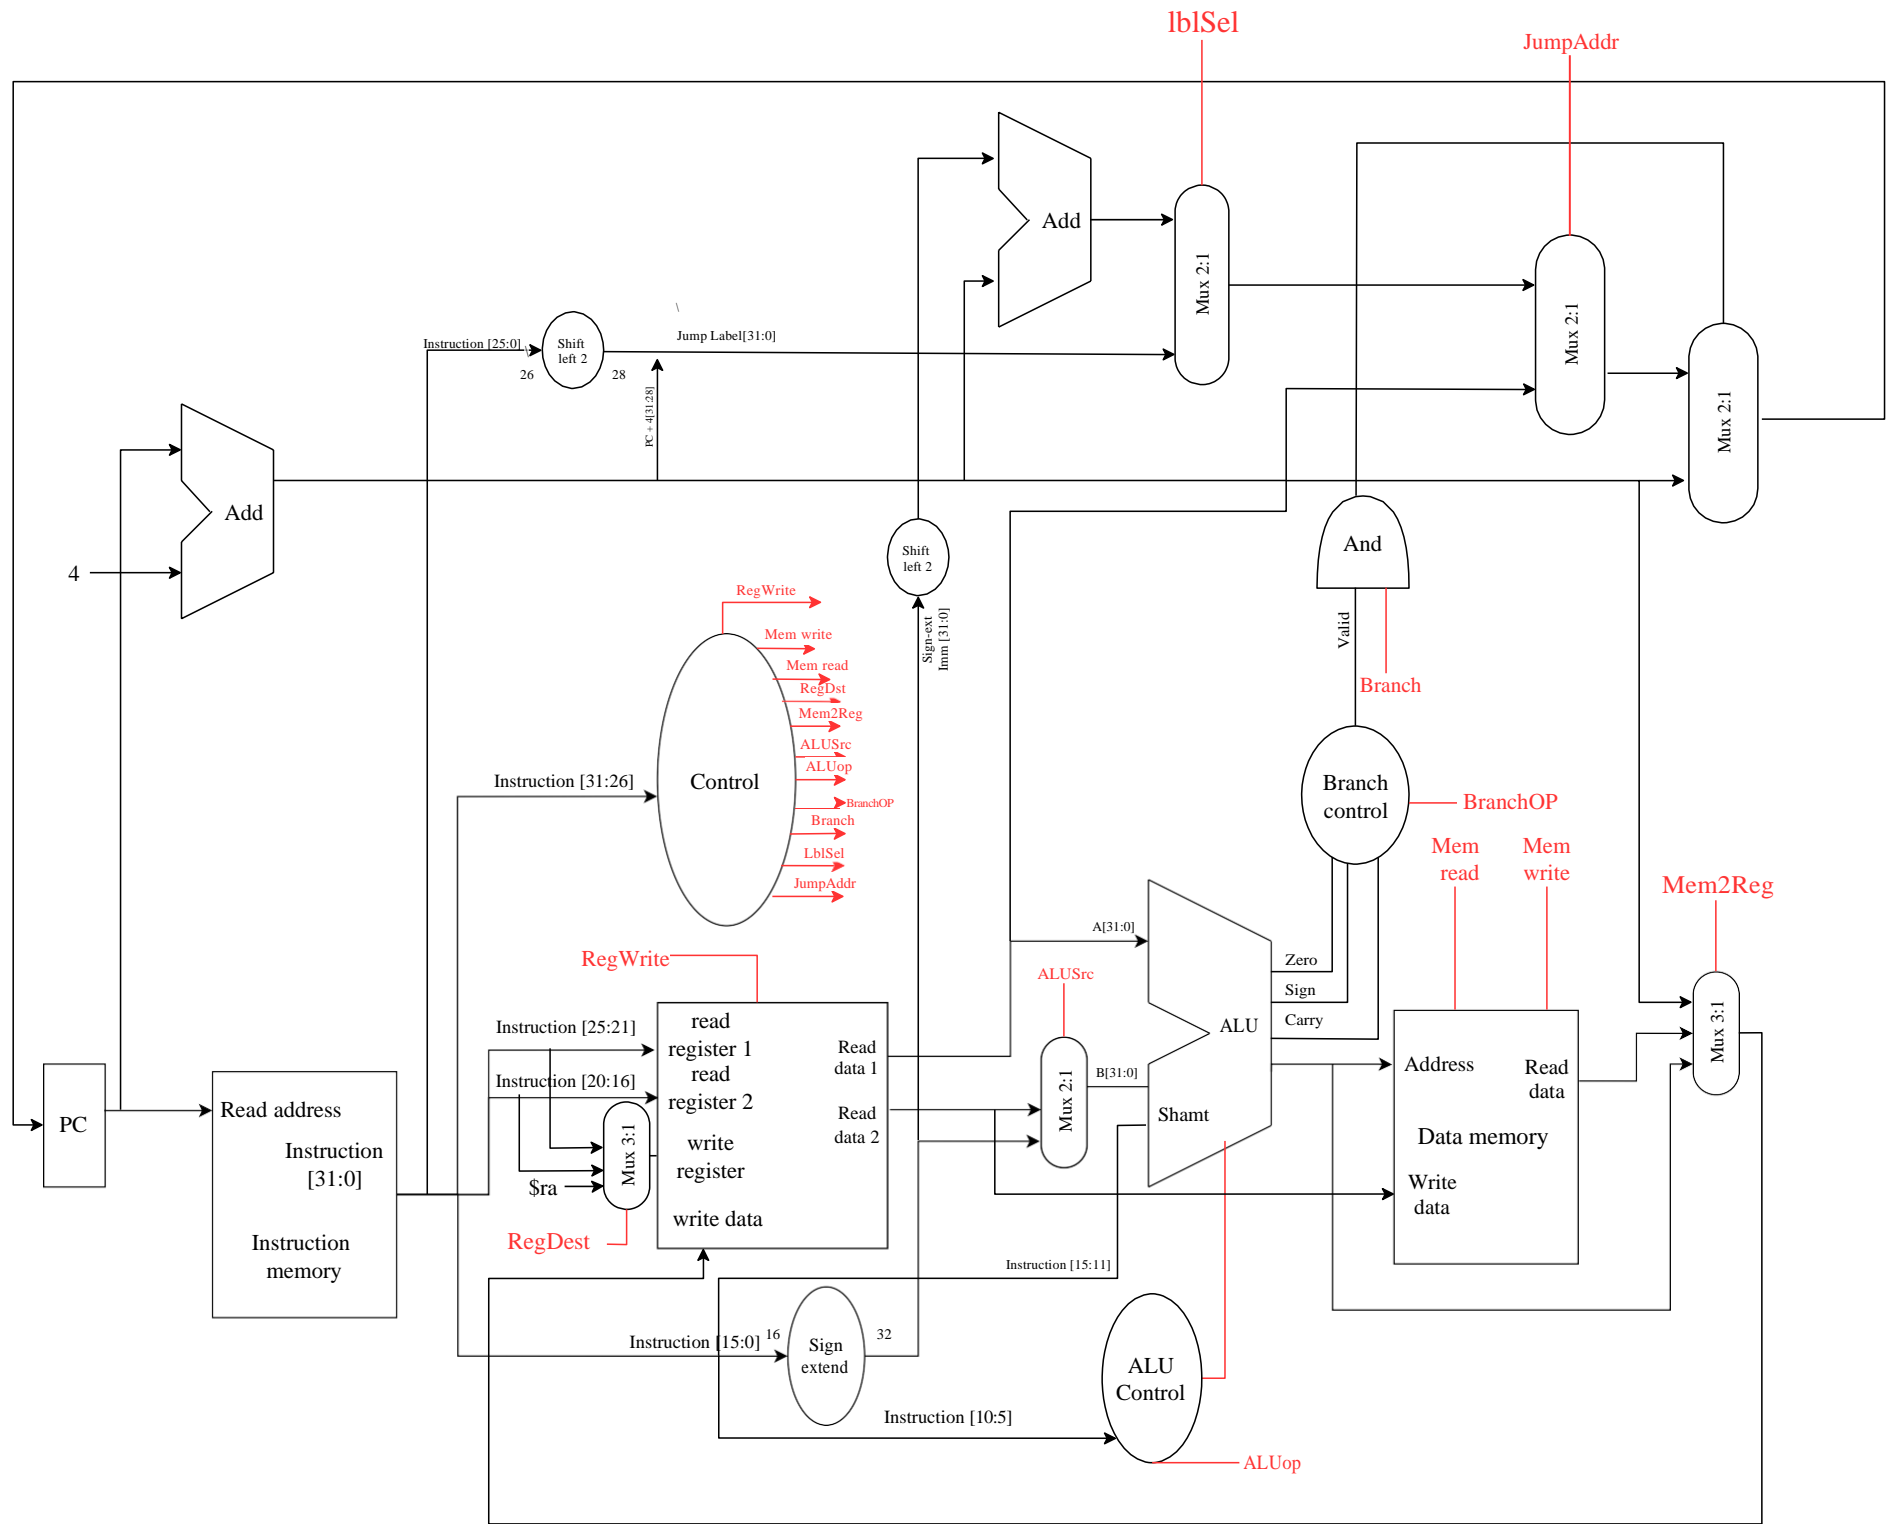 lblSel
JumpAddr
Add
Mux 2:1
Mux 2:1
Mux 2:1
\
Jump Label[31:0]
Instruction [25:0]
\
26
Shift
left 2
28
PC + 4[31:28]
Add
4
And
Shift
left 2
Sign-ext
Imm [31:0]
Valid
Branch
RegWrite
Mem write
Mem read
RegDst
Mem2Reg
ALUSrc
ALUop
BranchOP
Branch
LblSel
JumpAddr
Instruction [31:26]
Control
Branch
control
BranchOP
Mem
read
Mem
write
Mem2Reg
RegWrite
A[31:0]
ALUSrc
Zero
Sign
Carry
ALU
Mux 3:1
Instruction [25:21]
read
register 1
Instruction [20:16]
read
register 2
Read
data 1
Read
data 2
Mux 2:1
B[31:0]
Shamt
Address
Read
data
Data memory
Write
data
PC
Read address
Instruction
[31:0]
Instruction
memory
Mux 3:1
$ra
write
register
write data
RegDest
Instruction [15:11]
Instruction [15:0]
16
Sign
extend
32
ALU
Control
Instruction [10:5]
ALUop